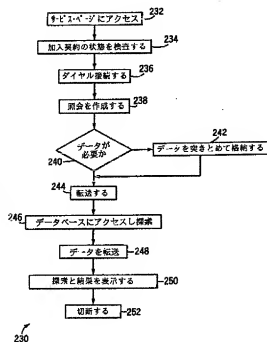 サービス・ページにアクセス
232
加入契約の状態を検査する
234
ダイヤル接続する
236
照会を作成する
238
データが
必要か
240
242
データを突きとめて格納する
244
転送する
246
データベースにアクセスし探索
データを転送
248
探索と結果を表示する
250
切断する
252
230